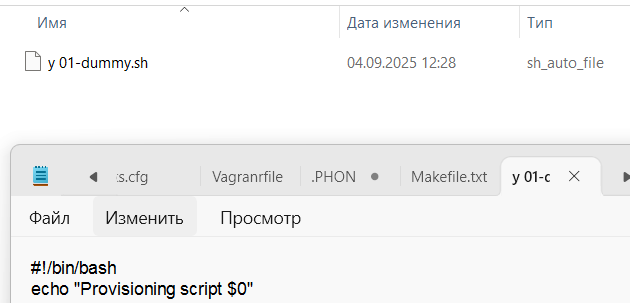 Имя Дата изменения Тип
y 01-dummy.sh 04.09.2025 12:28 sh_auto_file
ks.cfg Vagranrfile .PHON Makefile.txt y 01-d
Файл Изменить Просмотр
#!/bin/bash
echo "Provisioning script $0"